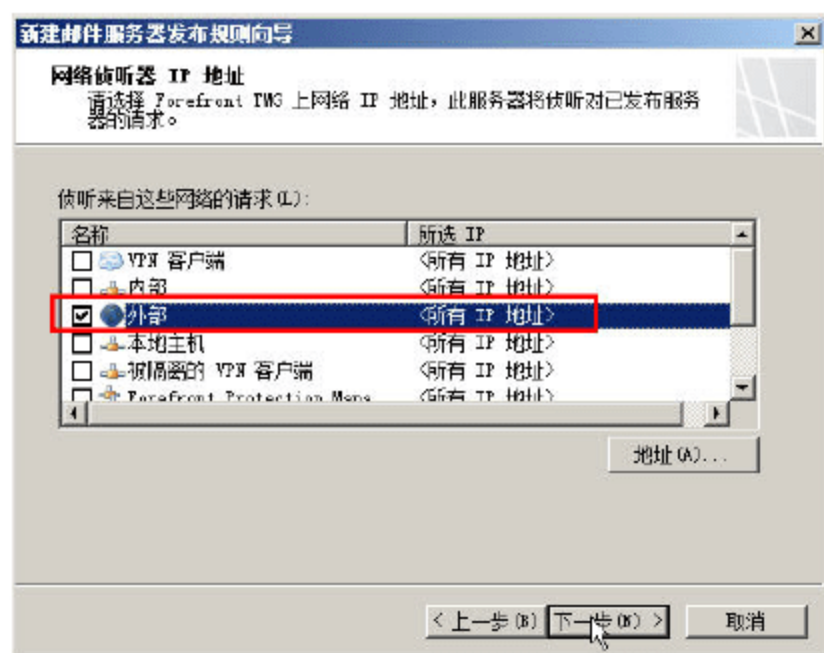 新建邮件服务器发布规则向导
网络侦听器 IP 地址
请选择 Forefront TMG 上网络 IP 地址，此服务器将侦听对已发布服务
器的请求。
侦听来自这些网络的请求(L):
名称 所选 IP
VPN 客户端 <所有 IP 地址>
内部 <所有 IP 地址>
外部 <所有 IP 地址>
本地主机 <所有 IP 地址>
被隔离的 VPN 客户端 <所有 IP 地址>
Forefront Protection Mana <所有 IP 地址>
地址(A)...
< 上一步(B) 下一步(N) > 取消